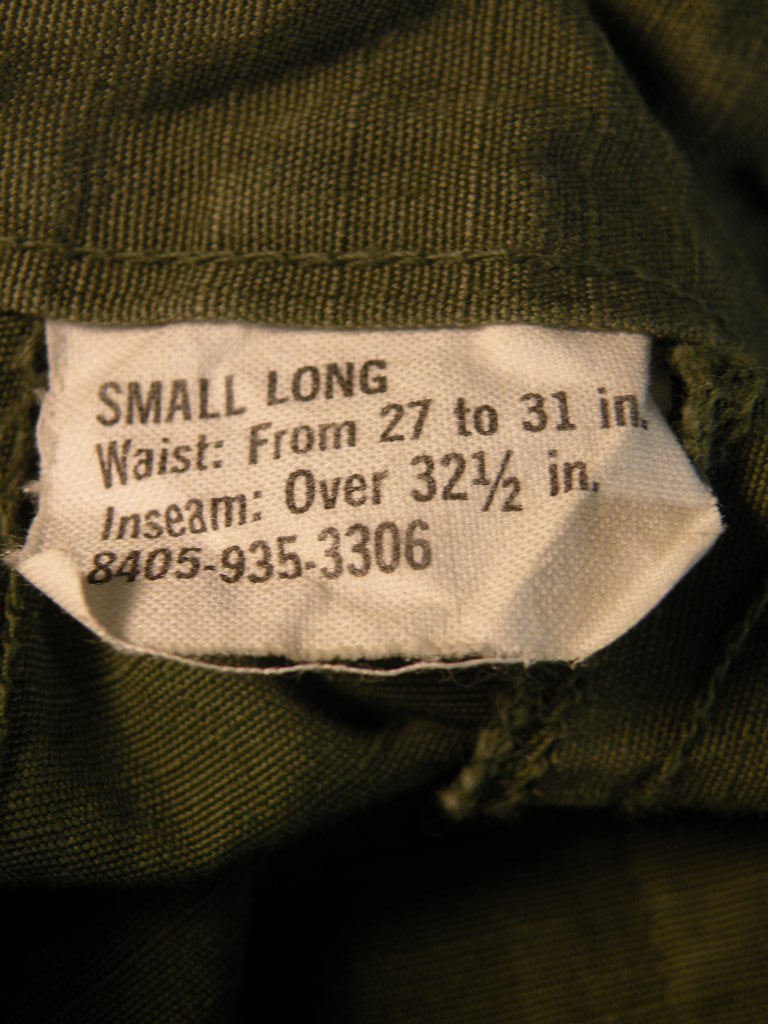 SMALL LONG
Waist: From 27 to 31 in.
Inseam: Over 32½ in.
8405-935-3306